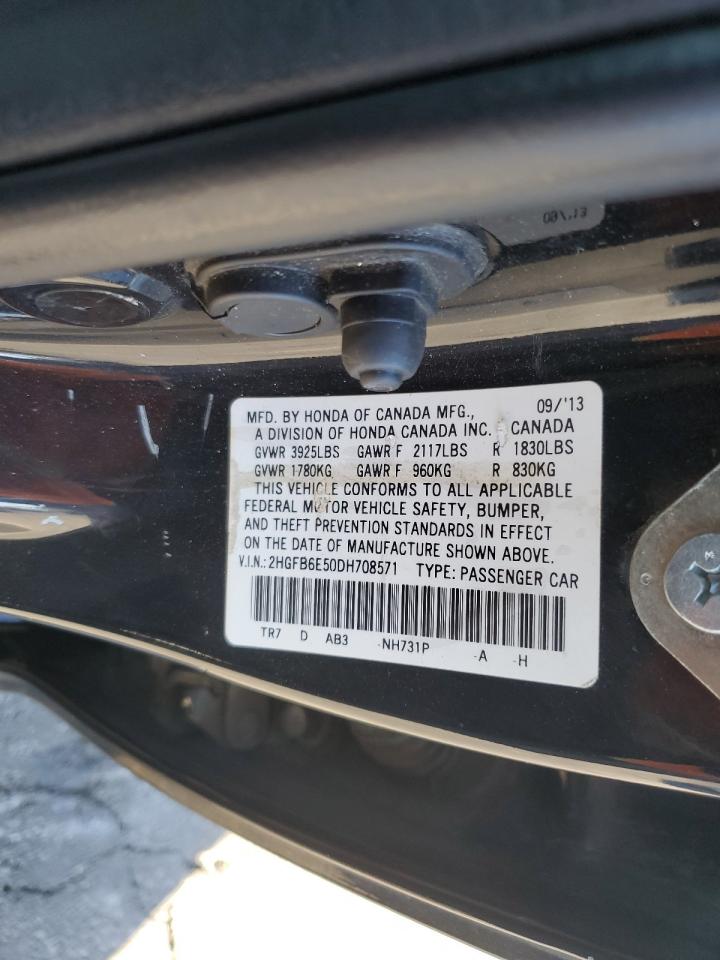 MFD. BY HONDA OF CANADA MFG., 09/'13
A DIVISION OF HONDA CANADA INC. CANADA
GVWR 3925LBS GAWR F 2117LBS R 1830LBS
GVWR 1780KG GAWR F 960KG R 830KG
THIS VEHICLE CONFORMS TO ALL APPLICABLE
FEDERAL MOTOR VEHICLE SAFETY, BUMPER,
AND THEFT PREVENTION STANDARDS IN EFFECT
ON THE DATE OF MANUFACTURE SHOWN ABOVE.
V.I.N.: 2HGFB6E50DH708571 TYPE: PASSENGER CAR
TR7 D AB3 -NH731P -A -H